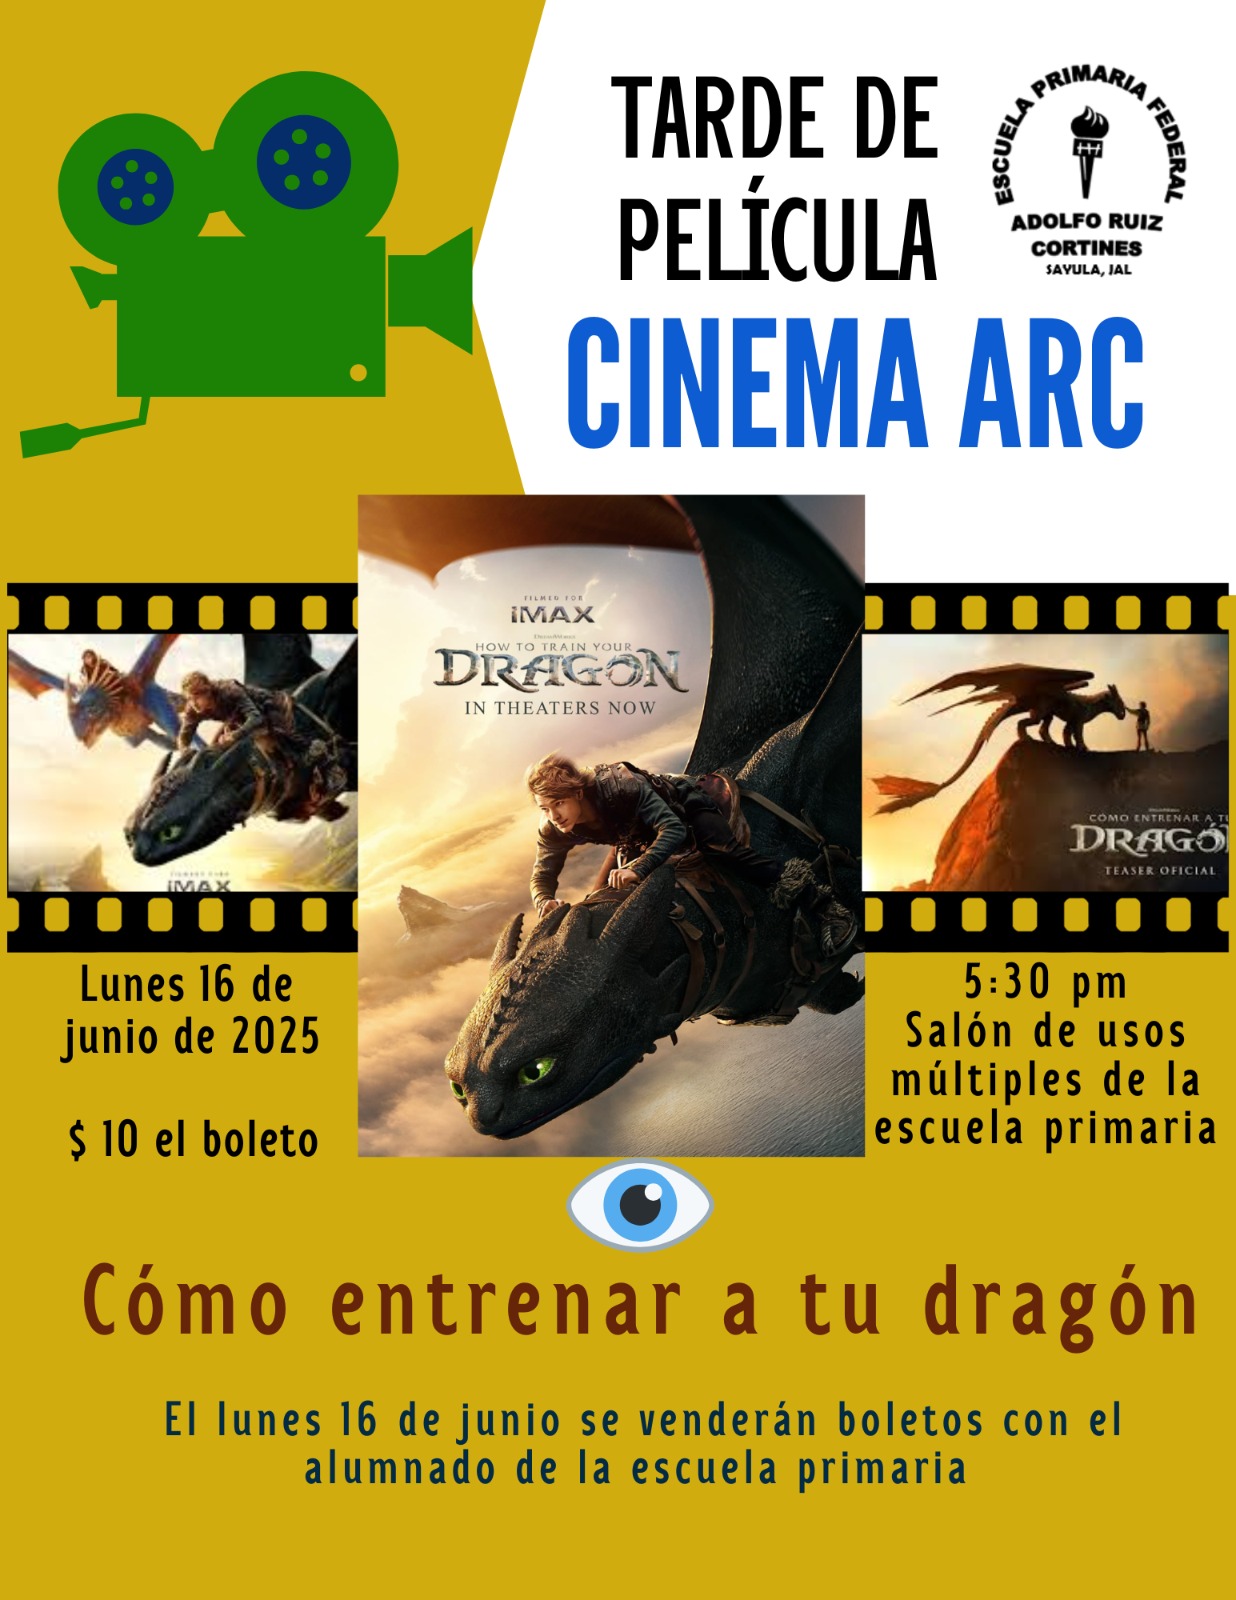 TARDE DE
PELÍCULA
CINEMA ARC
ESCUELA PRIMARIA FEDERAL
ADOLFO RUIZ
CORTINES
SAYULA, JAL
FILMED FOR
IMAX
DreamWorks
HOW TO TRAIN YOUR
DRAGON
IN THEATERS NOW
IMAX
CÓMO ENTRENAR A TU
DRAGÓ
TEASER OFICIAL
Lunes 16 de
junio de 2025
$ 10 el boleto
5:30 pm
Salón de usos
múltiples de la
escuela primaria
Cómo entrenar a tu dragón
El lunes 16 de junio se venderán boletos con el
alumnado de la escuela primaria